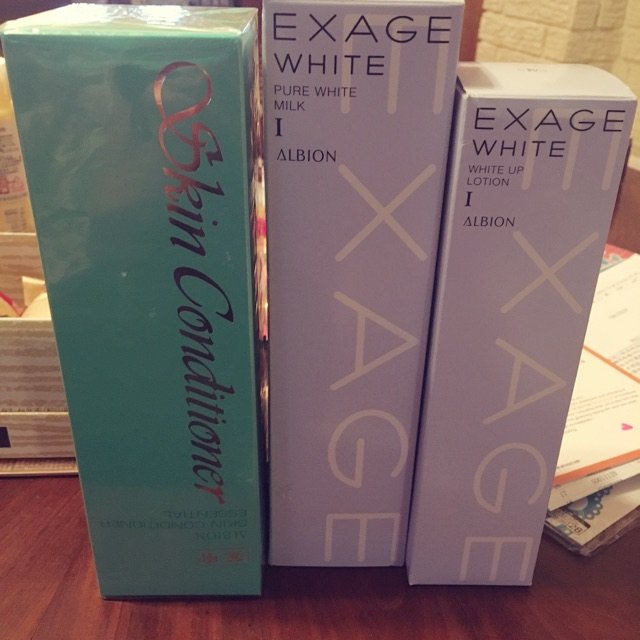 Skin Conditioner
ALBION
SKIN CONDITIONER
ESSENTIAL
EXAGE
WHITE
PURE WHITE
MILK
I
ALBION
EXAGE
EXAGE
WHITE
WHITE UP
LOTION
I
ALBION
EXAGE